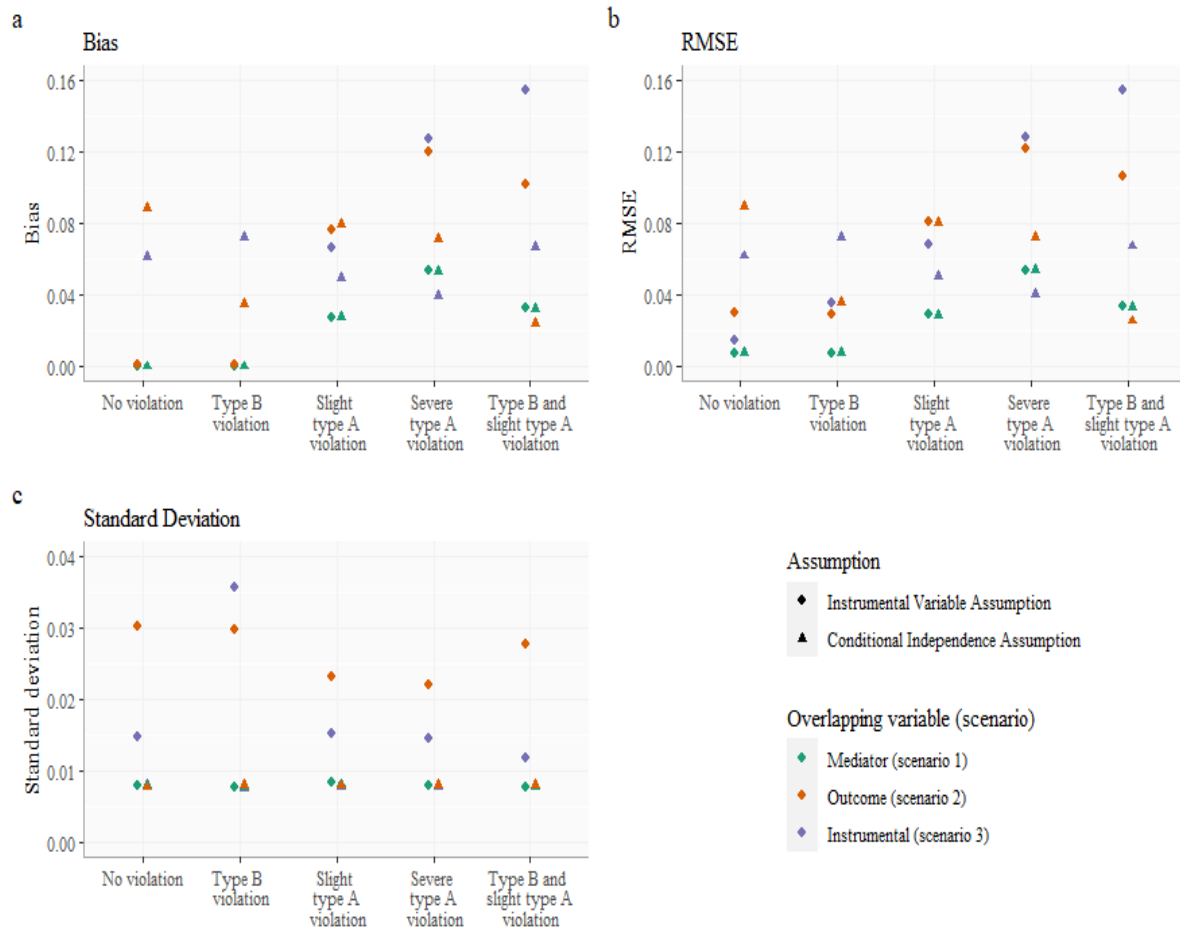 a
Bias
Bias
0.16
0.12
0.08
0.04
0.00
No violation
Type B
violation
Slight
type A
violation
Severe
type A
violation
Type B and
slight type A
violation
b
RMSE
RMSE
0.16
0.12
0.08
0.04
0.00
No violation
Type B
violation
Slight
type A
violation
Severe
type A
violation
Type B and
slight type A
violation
c
Standard Deviation
Standard deviation
0.04
0.03
0.02
0.01
0.00
No violation
Type B
violation
Slight
type A
violation
Severe
type A
violation
Type B and
slight type A
violation
Assumption
Instrumental Variable Assumption
Conditional Independence Assumption
Overlapping variable (scenario)
Mediator (scenario 1)
Outcome (scenario 2)
Instrumental (scenario 3)